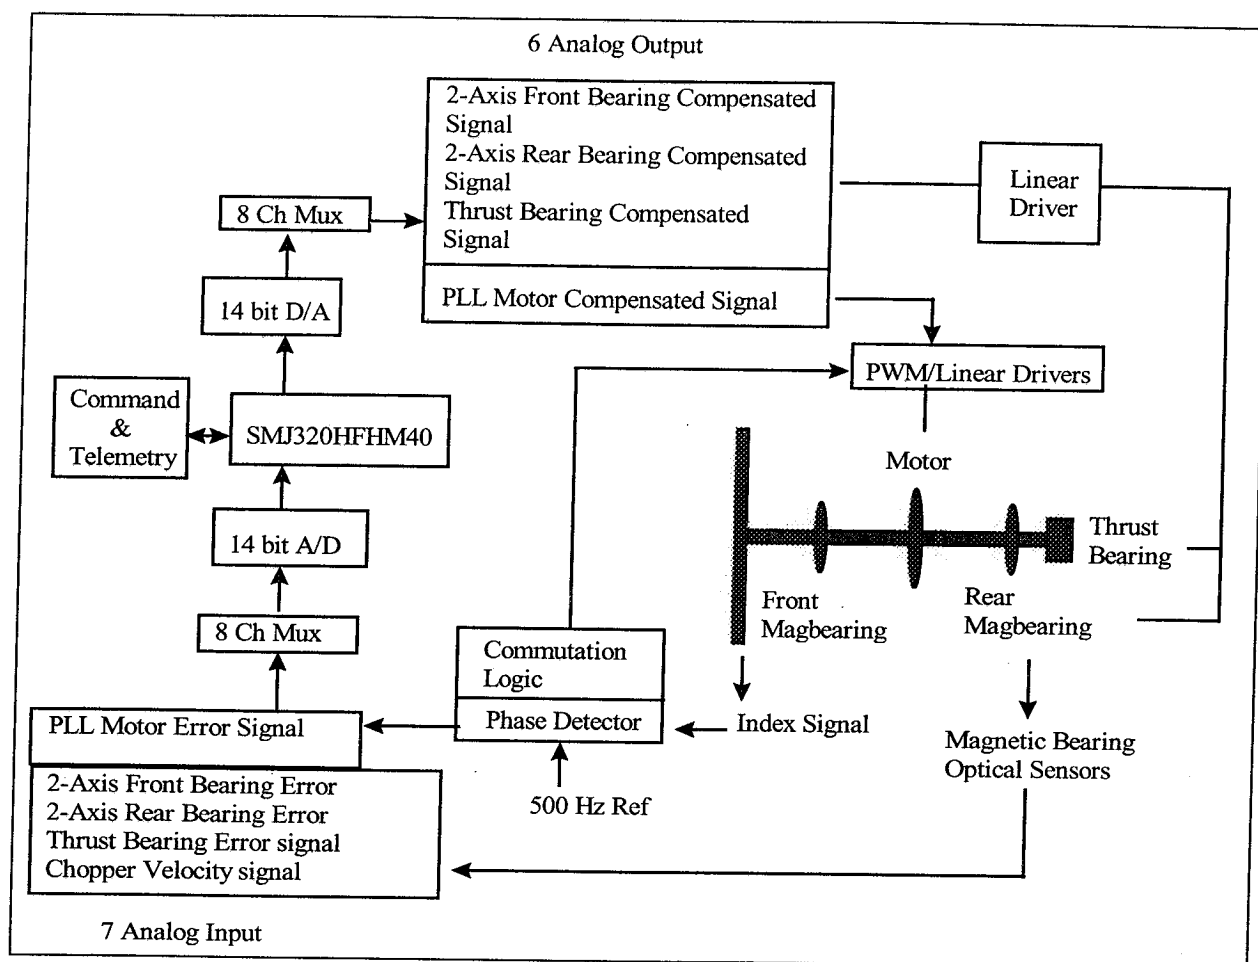 6 Analog Output
2-Axis Front Bearing Compensated
Signal
2-Axis Rear Bearing Compensated
Signal
Thrust Bearing Compensated
Signal
PLL Motor Compensated Signal
Linear
Driver
8 Ch Mux
14 bit D/A
PWM/Linear Drivers
Command
&
Telemetry
SMJ320HFHM40
Motor
14 bit A/D
Thrust
Bearing
Front
Magbearing
Rear
Magbearing
8 Ch Mux
Commutation
Logic
Phase Detector
Index Signal
PLL Motor Error Signal
Magnetic Bearing
Optical Sensors
2-Axis Front Bearing Error
2-Axis Rear Bearing Error
Thrust Bearing Error signal
Chopper Velocity signal
500 Hz Ref
7 Analog Input